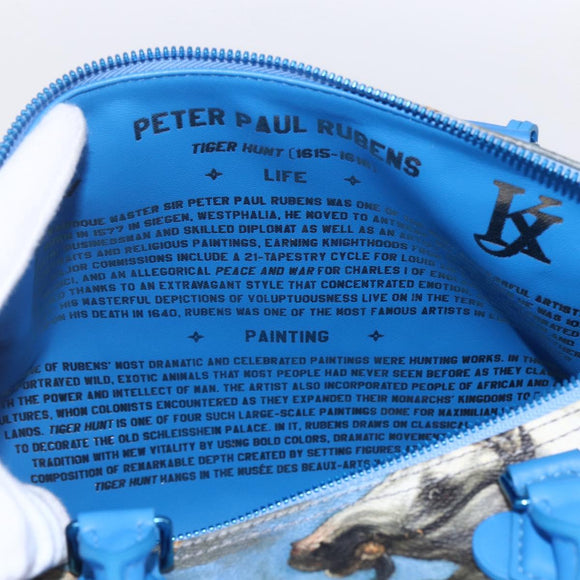 PETER PAUL RUBENS
TIGER HUNT (1615-1616)
LIFE
MASTER SIR PETER PAUL RUBENS WAS ONE OF
IN 1577 IN SIEGEN, WESTPHALIA, HE MOVED TO
BUSINESSMAN AND SKILLED DIPLOMAT AS WELL AS AN
AND RELIGIOUS PAINTINGS, EARNING KNIGHTHOODS
COMMISSIONS INCLUDE A 21-TAPESTRY CYCLE FOR LOUIS ARTIST
AND AN ALLEGORICAL PEACE AND WAR FOR CHARLES I OF
THANKS TO AN EXTRAVAGANT STYLE THAT CONCENTRATED EMOTION
HIS MASTERFUL DEPICTIONS OF VOLUPTUOUSNESS LIVE ON IN THE
HIS DEATH IN 1640, RUBENS WAS ONE OF THE MOST FAMOUS ARTISTS IN
PAINTING
OF RUBENS' MOST DRAMATIC AND CELEBRATED PAINTINGS WERE HUNTING WORKS. IN
WILD, EXOTIC ANIMALS THAT MOST PEOPLE HAD NEVER SEEN BEFORE AS THEY
THE POWER AND INTELLECT OF MAN. THE ARTIST ALSO INCORPORATED PEOPLE OF AFRICAN AND
WHOM COLONISTS ENCOUNTERED AS THEY EXPANDED THEIR MONARCHS' KINGDOMS TO
LANDS. TIGER HUNT IS ONE OF FOUR SUCH LARGE-SCALE PAINTINGS DONE FOR MAXIMILIAN
TO DECORATE THE OLD SCHLEISSHEIN PALACE. IN IT, RUBENS DRAWS ON CLASSICAL
TRADITION WITH NEW VITALITY BY USING BOLD COLORS, DRAMATIC
COMPOSITION OF REMARKABLE DEPTH CREATED BY SETTING FIGURES
TIGER HUNT HANGS IN THE MUSÉE DES BEAUX-ARTS